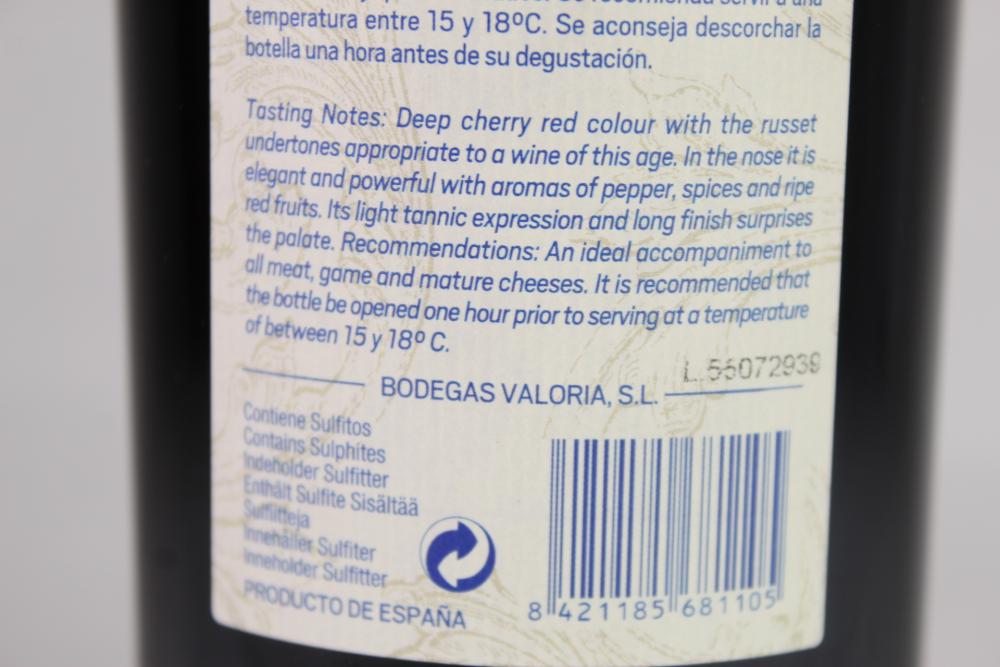 temperatura entre 15 y 18ºC. Se aconseja descorchar la
botella una hora antes de su degustación.
Tasting Notes: Deep cherry red colour with the russet
undertones appropriate to a wine of this age. In the nose it is
elegant and powerful with aromas of pepper, spices and ripe
red fruits. Its light tannic expression and long finish surprises
the palate. Recommendations: An ideal accompaniment to
all meat, game and mature cheeses. It is recommended that
the bottle be opened one hour prior to serving at a temperature
of between 15 y 18º C.
L.55072939
BODEGAS VALORIA, S.L.
Contiene Sulfitos
Contains Sulphites
Indeholder Sulfitter
Enthält Sulfite Sisältää
Sulfiitteja
Innehåller Sulfiter
Inneholder Sulfitter
PRODUCTO DE ESPAÑA
8 421185 681105